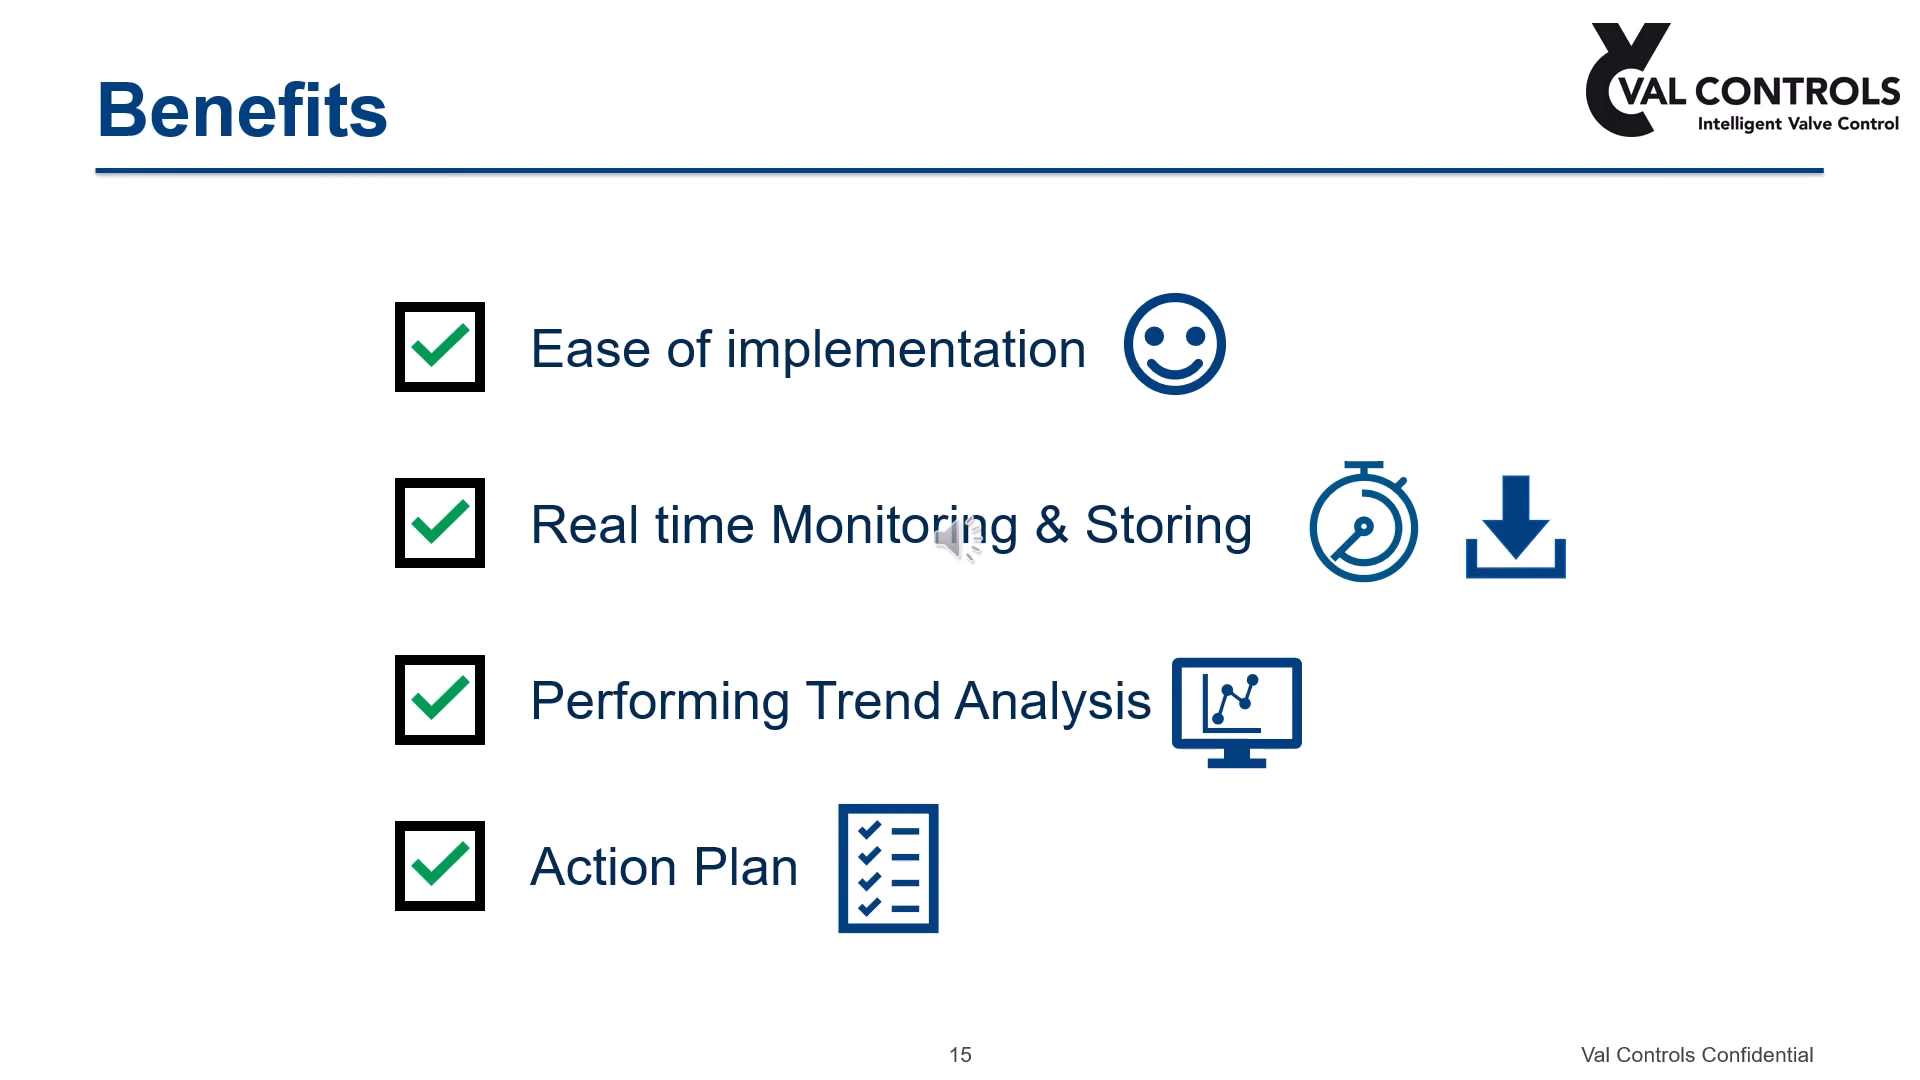 Benefits
VAL CONTROLS
Intelligent Valve Control
Ease of implementation
Real time Monitoring & Storing
Performing Trend Analysis
Action Plan
15
Val Controls Confidential